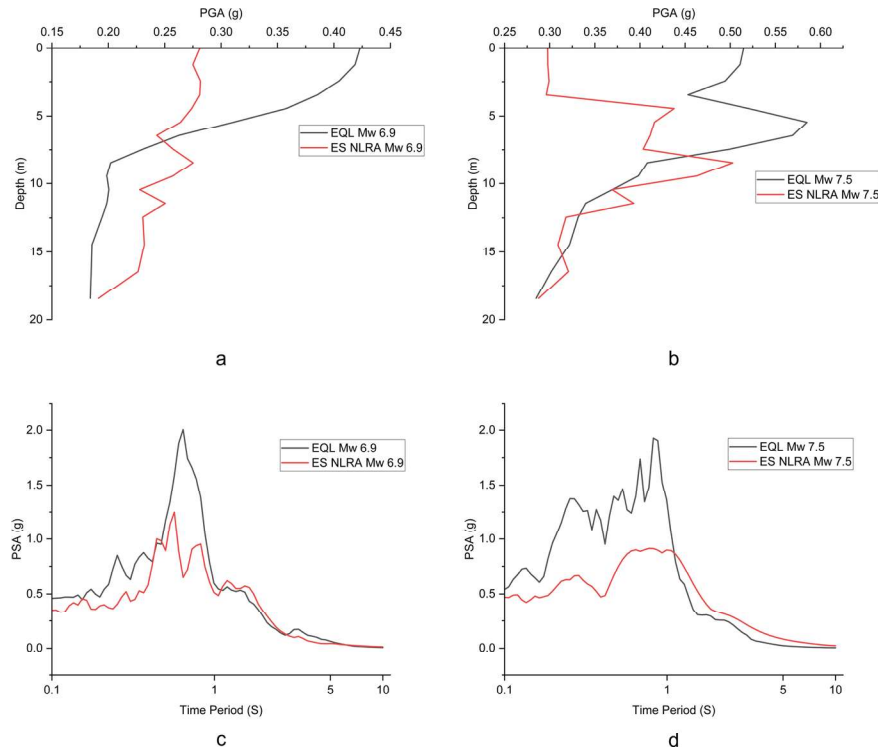 PGA (g)
0.15 0.20 0.25 0.30 0.35 0.40 0.45
0
5
10
15
20
Depth (m)
EQL Mw 6.9
ES NLRA Mw 6.9
a
PGA (g)
0.25 0.30 0.35 0.40 0.45 0.50 0.55 0.60
0
5
10
15
20
Depth (m)
EQL Mw 7.5
ES NLRA Mw 7.5
b
2.0
1.5
1.0
0.5
0.0
PSA (g)
EQL Mw 6.9
ES NLRA Mw 6.9
0.1 1 5 10
Time Period (S)
c
2.0
1.5
1.0
0.5
0.0
PSA (g)
EQL Mw 7.5
ES NLRA Mw 7.5
0.1 1 5 10
Time Period (S)
d